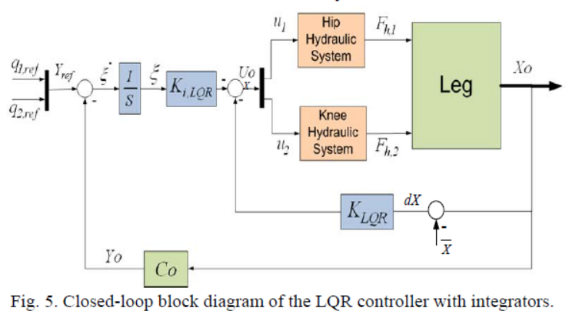 q1,ref
q2,ref
Yref
-
ξ̇
1
S
ξ
Ki,LQR
-
-
Uo
x
u1
u2
Hip
Hydraulic
System
Fh,1
Knee
Hydraulic
System
Fh,2
Leg
Xo
KLQR
dX
-
X̅
Yo
Co
Fig. 5. Closed-loop block diagram of the LQR controller with integrators.